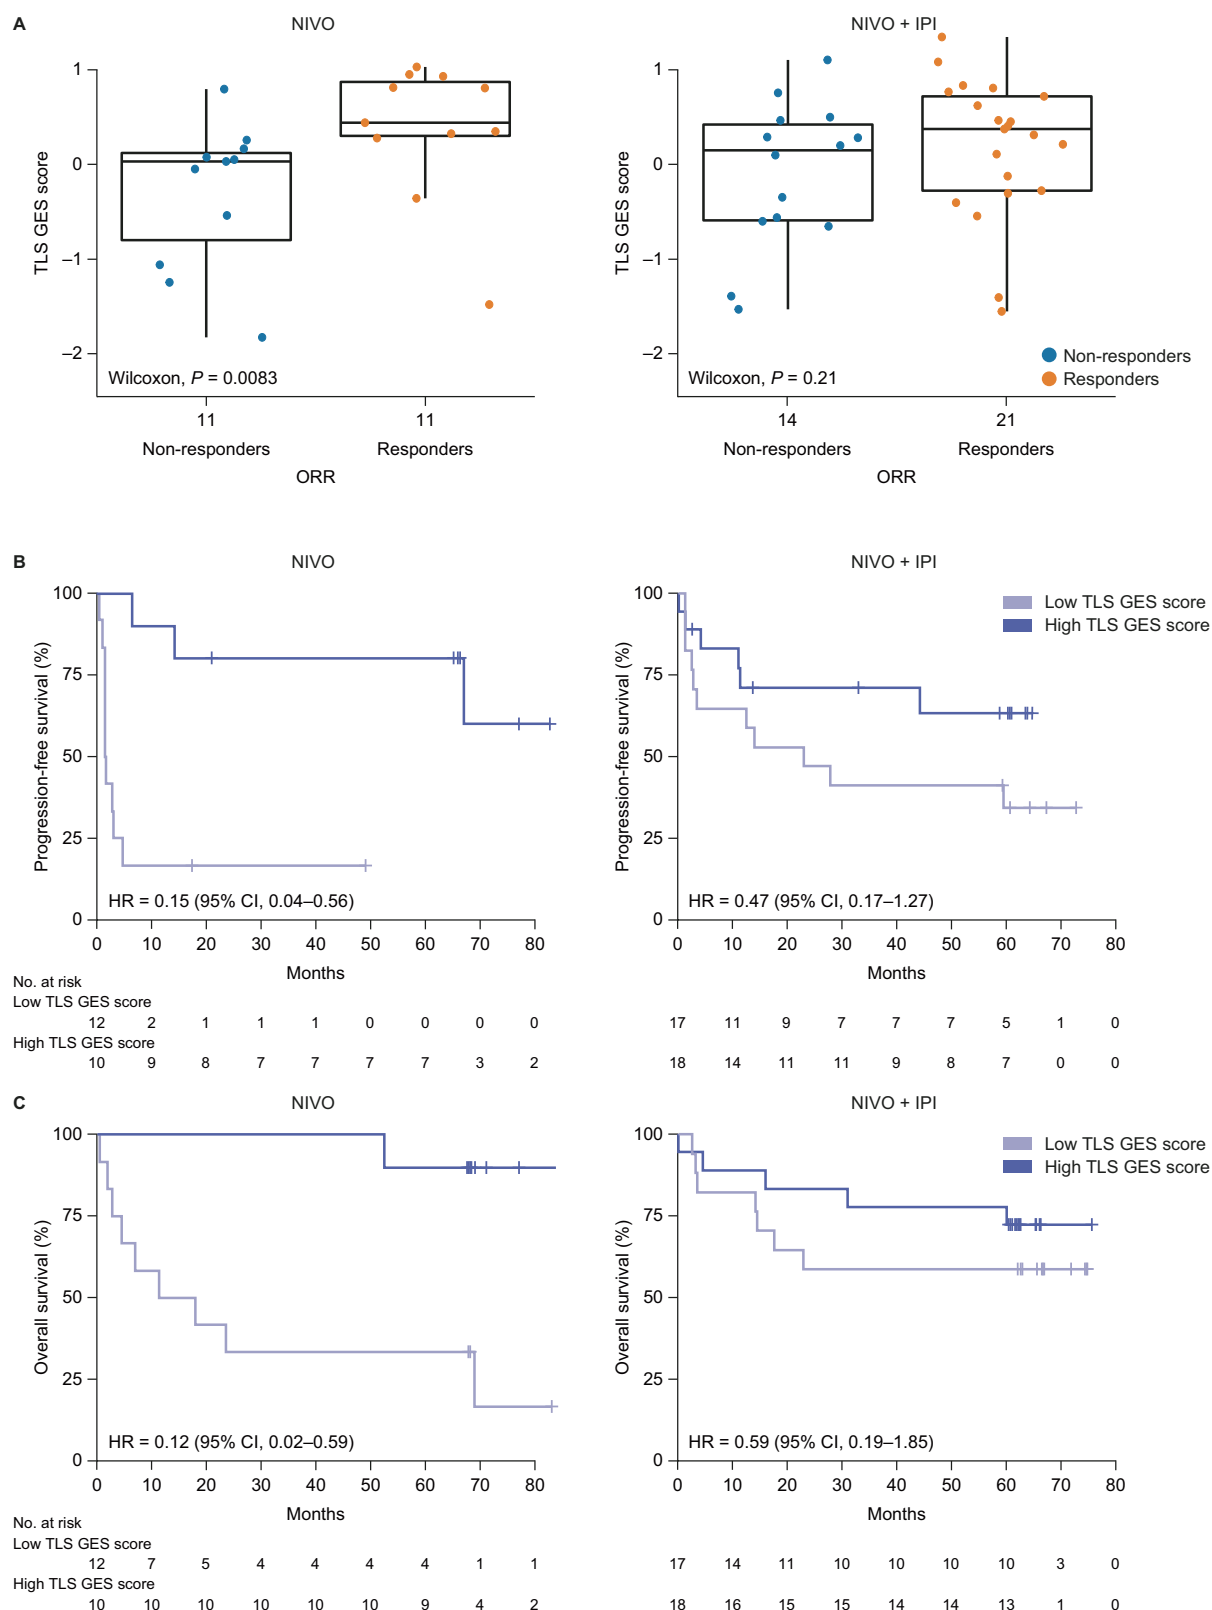 A
NIVO
NIVO + IPI
TLS GES score
1
0
–1
–2
Wilcoxon, P = 0.0083
11
11
Non-responders
Responders
ORR
TLS GES score
1
0
–1
–2
Wilcoxon, P = 0.21
Non-responders
Responders
14
21
Non-responders
Responders
ORR
B
NIVO
Progression-free survival (%)
100
75
50
25
0
HR = 0.15 (95% CI, 0.04–0.56)
0 10 20 30 40 50 60 70 80
Months
NIVO + IPI
Low TLS GES score
High TLS GES score
Progression-free survival (%)
100
75
50
25
0
HR = 0.47 (95% CI, 0.17–1.27)
0 10 20 30 40 50 60 70 80
Months
No. at risk
Low TLS GES score
12 2 1 1 1 0 0 0 0
17 11 9 7 7 7 5 1 0
High TLS GES score
10 9 8 7 7 7 7 3 2
18 14 11 11 9 8 7 0 0
C
NIVO
Overall survival (%)
100
75
50
25
0
HR = 0.12 (95% CI, 0.02–0.59)
0 10 20 30 40 50 60 70 80
Months
NIVO + IPI
Low TLS GES score
High TLS GES score
Overall survival (%)
100
75
50
25
0
HR = 0.59 (95% CI, 0.19–1.85)
0 10 20 30 40 50 60 70 80
Months
No. at risk
Low TLS GES score
12 7 5 4 4 4 4 1 1
17 14 11 10 10 10 10 3 0
High TLS GES score
10 10 10 10 10 10 9 4 2
18 16 15 15 14 14 13 1 0